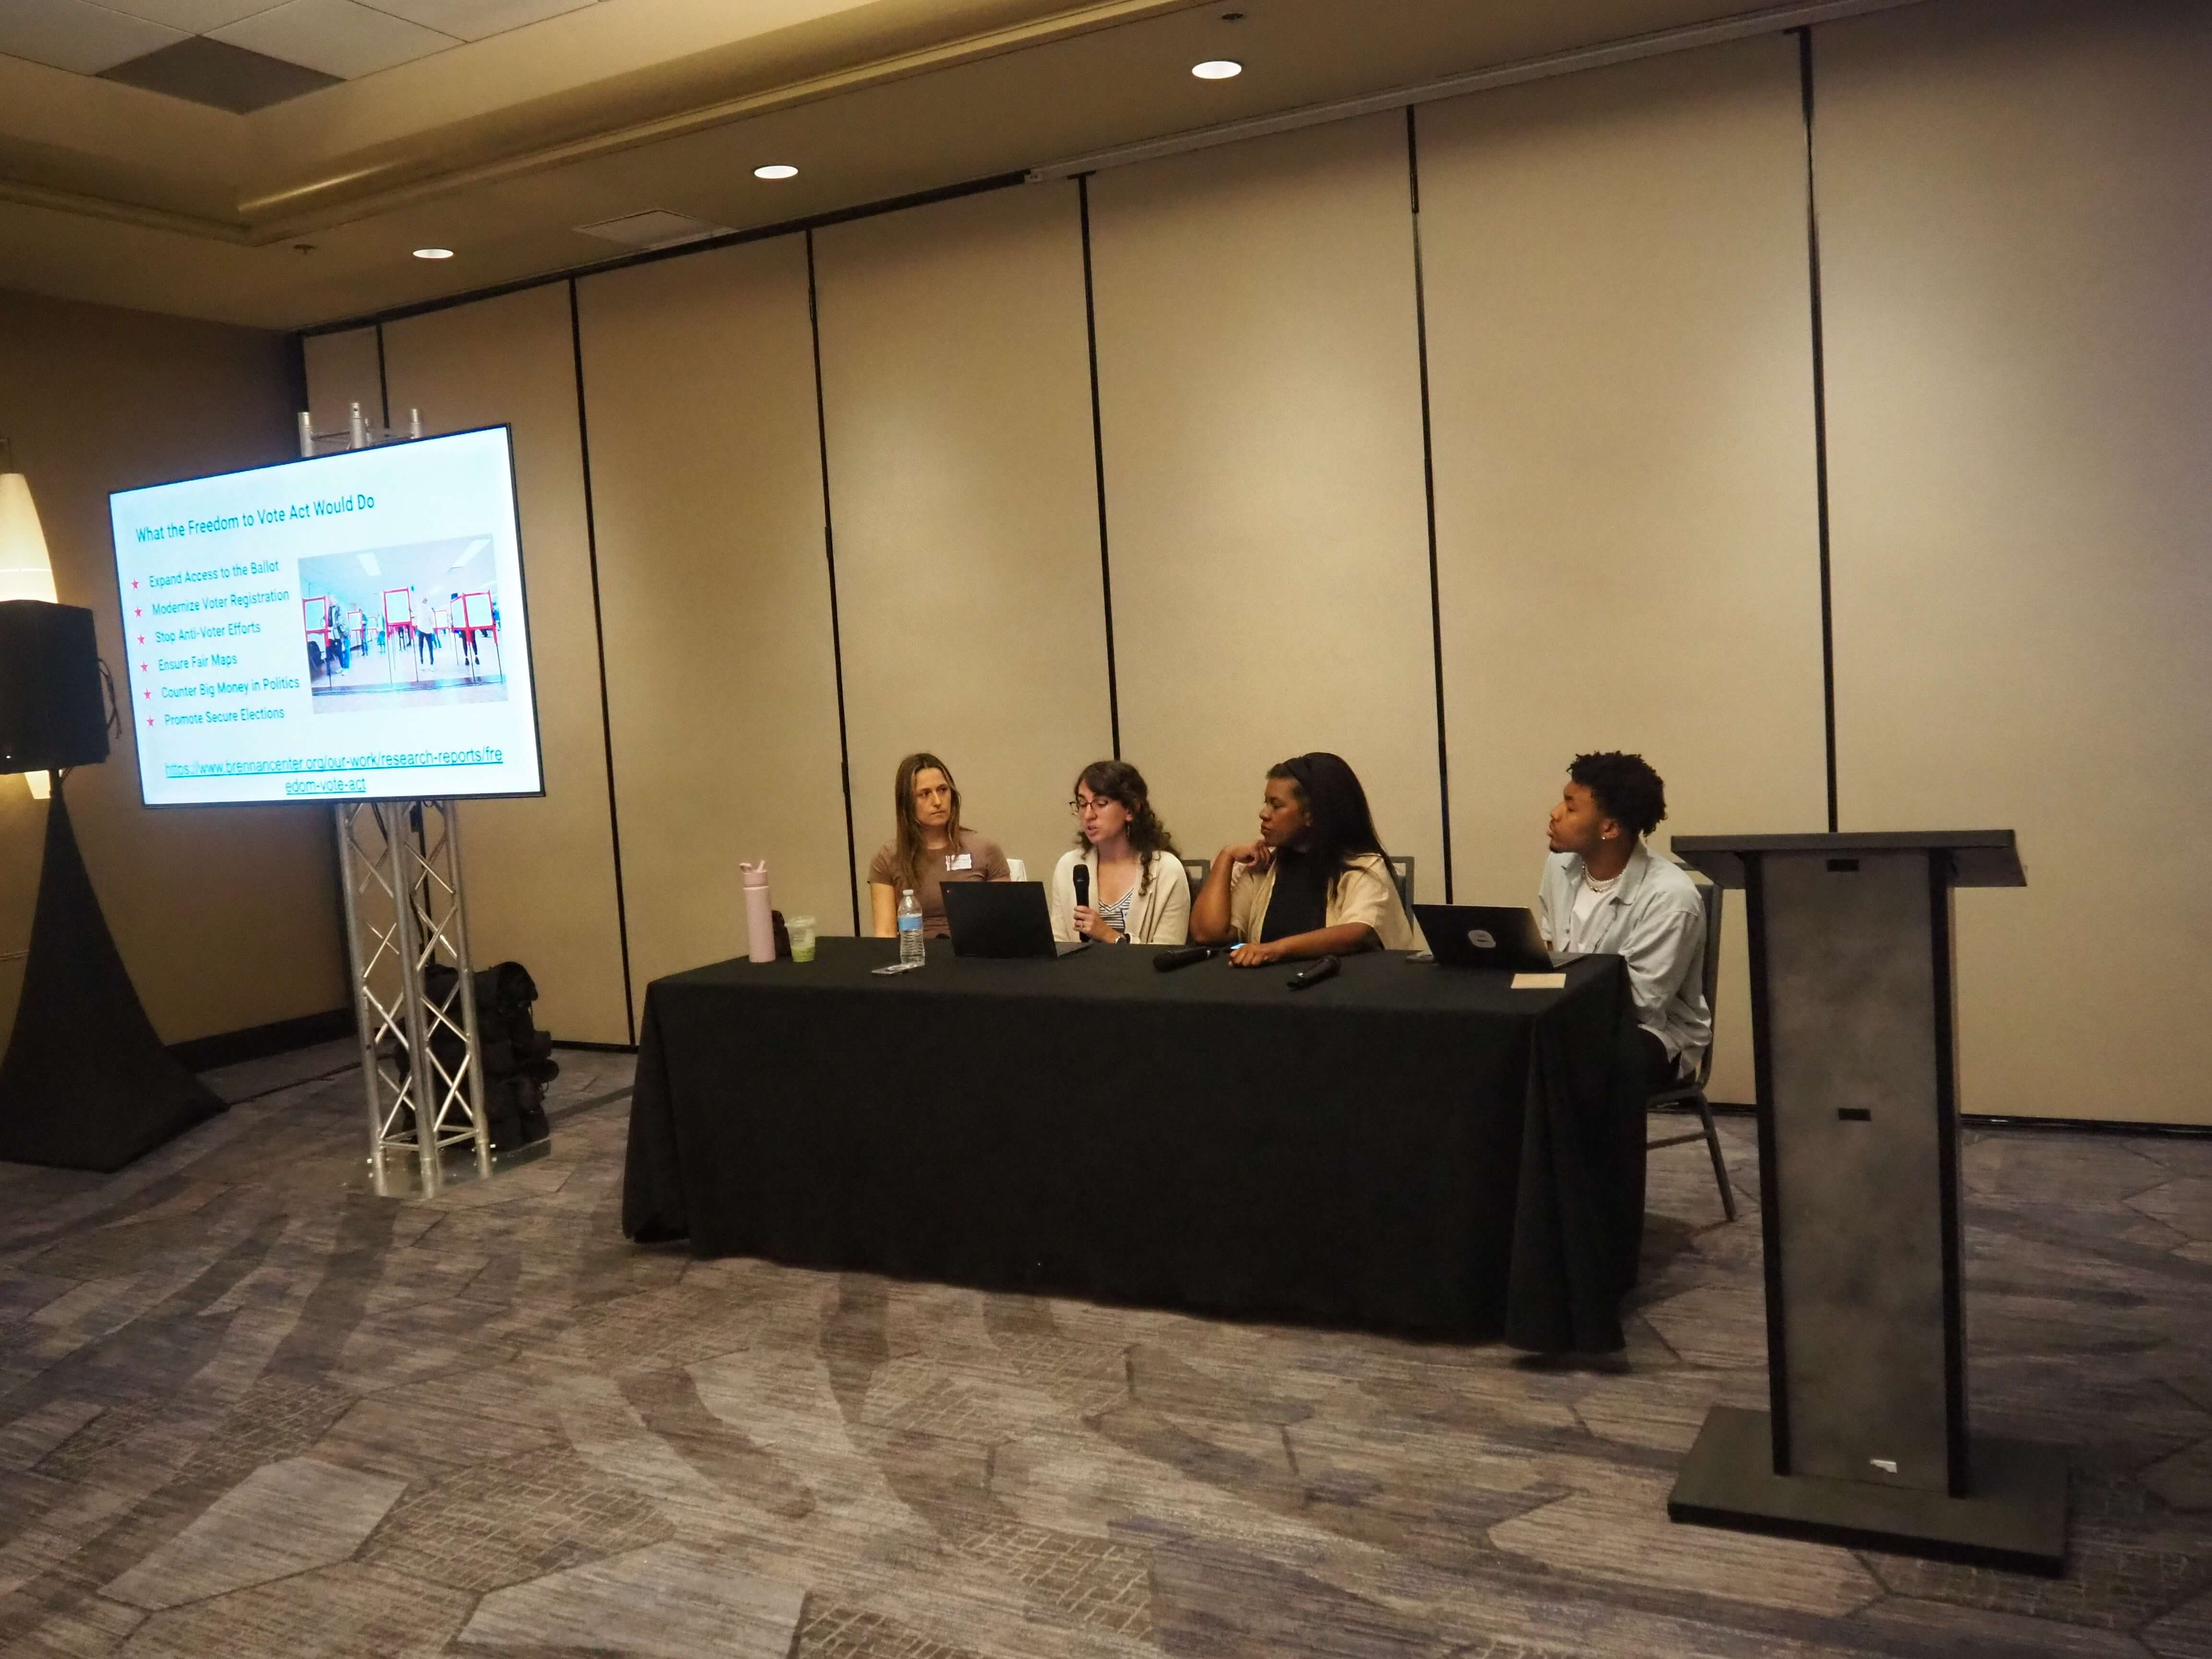 What the Freedom to Vote Act Would Do
Expand Access to the Ballot
Modernize Voter Registration
Stop Anti-Voter Efforts
Ensure Fair Maps
Counter Big Money in Politics
Promote Secure Elections
https://www.brennancenter.org/our-work/research-reports/fre
edom-vote-act